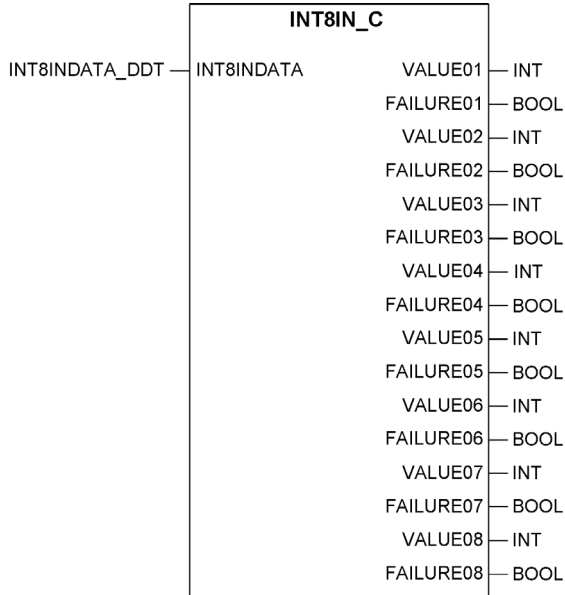 INT8IN_C
INT8INDATA_DDT INT8INDATA VALUE01 INT
FAILURE01 BOOL
VALUE02 INT
FAILURE02 BOOL
VALUE03 INT
FAILURE03 BOOL
VALUE04 INT
FAILURE04 BOOL
VALUE05 INT
FAILURE05 BOOL
VALUE06 INT
FAILURE06 BOOL
VALUE07 INT
FAILURE07 BOOL
VALUE08 INT
FAILURE08 BOOL